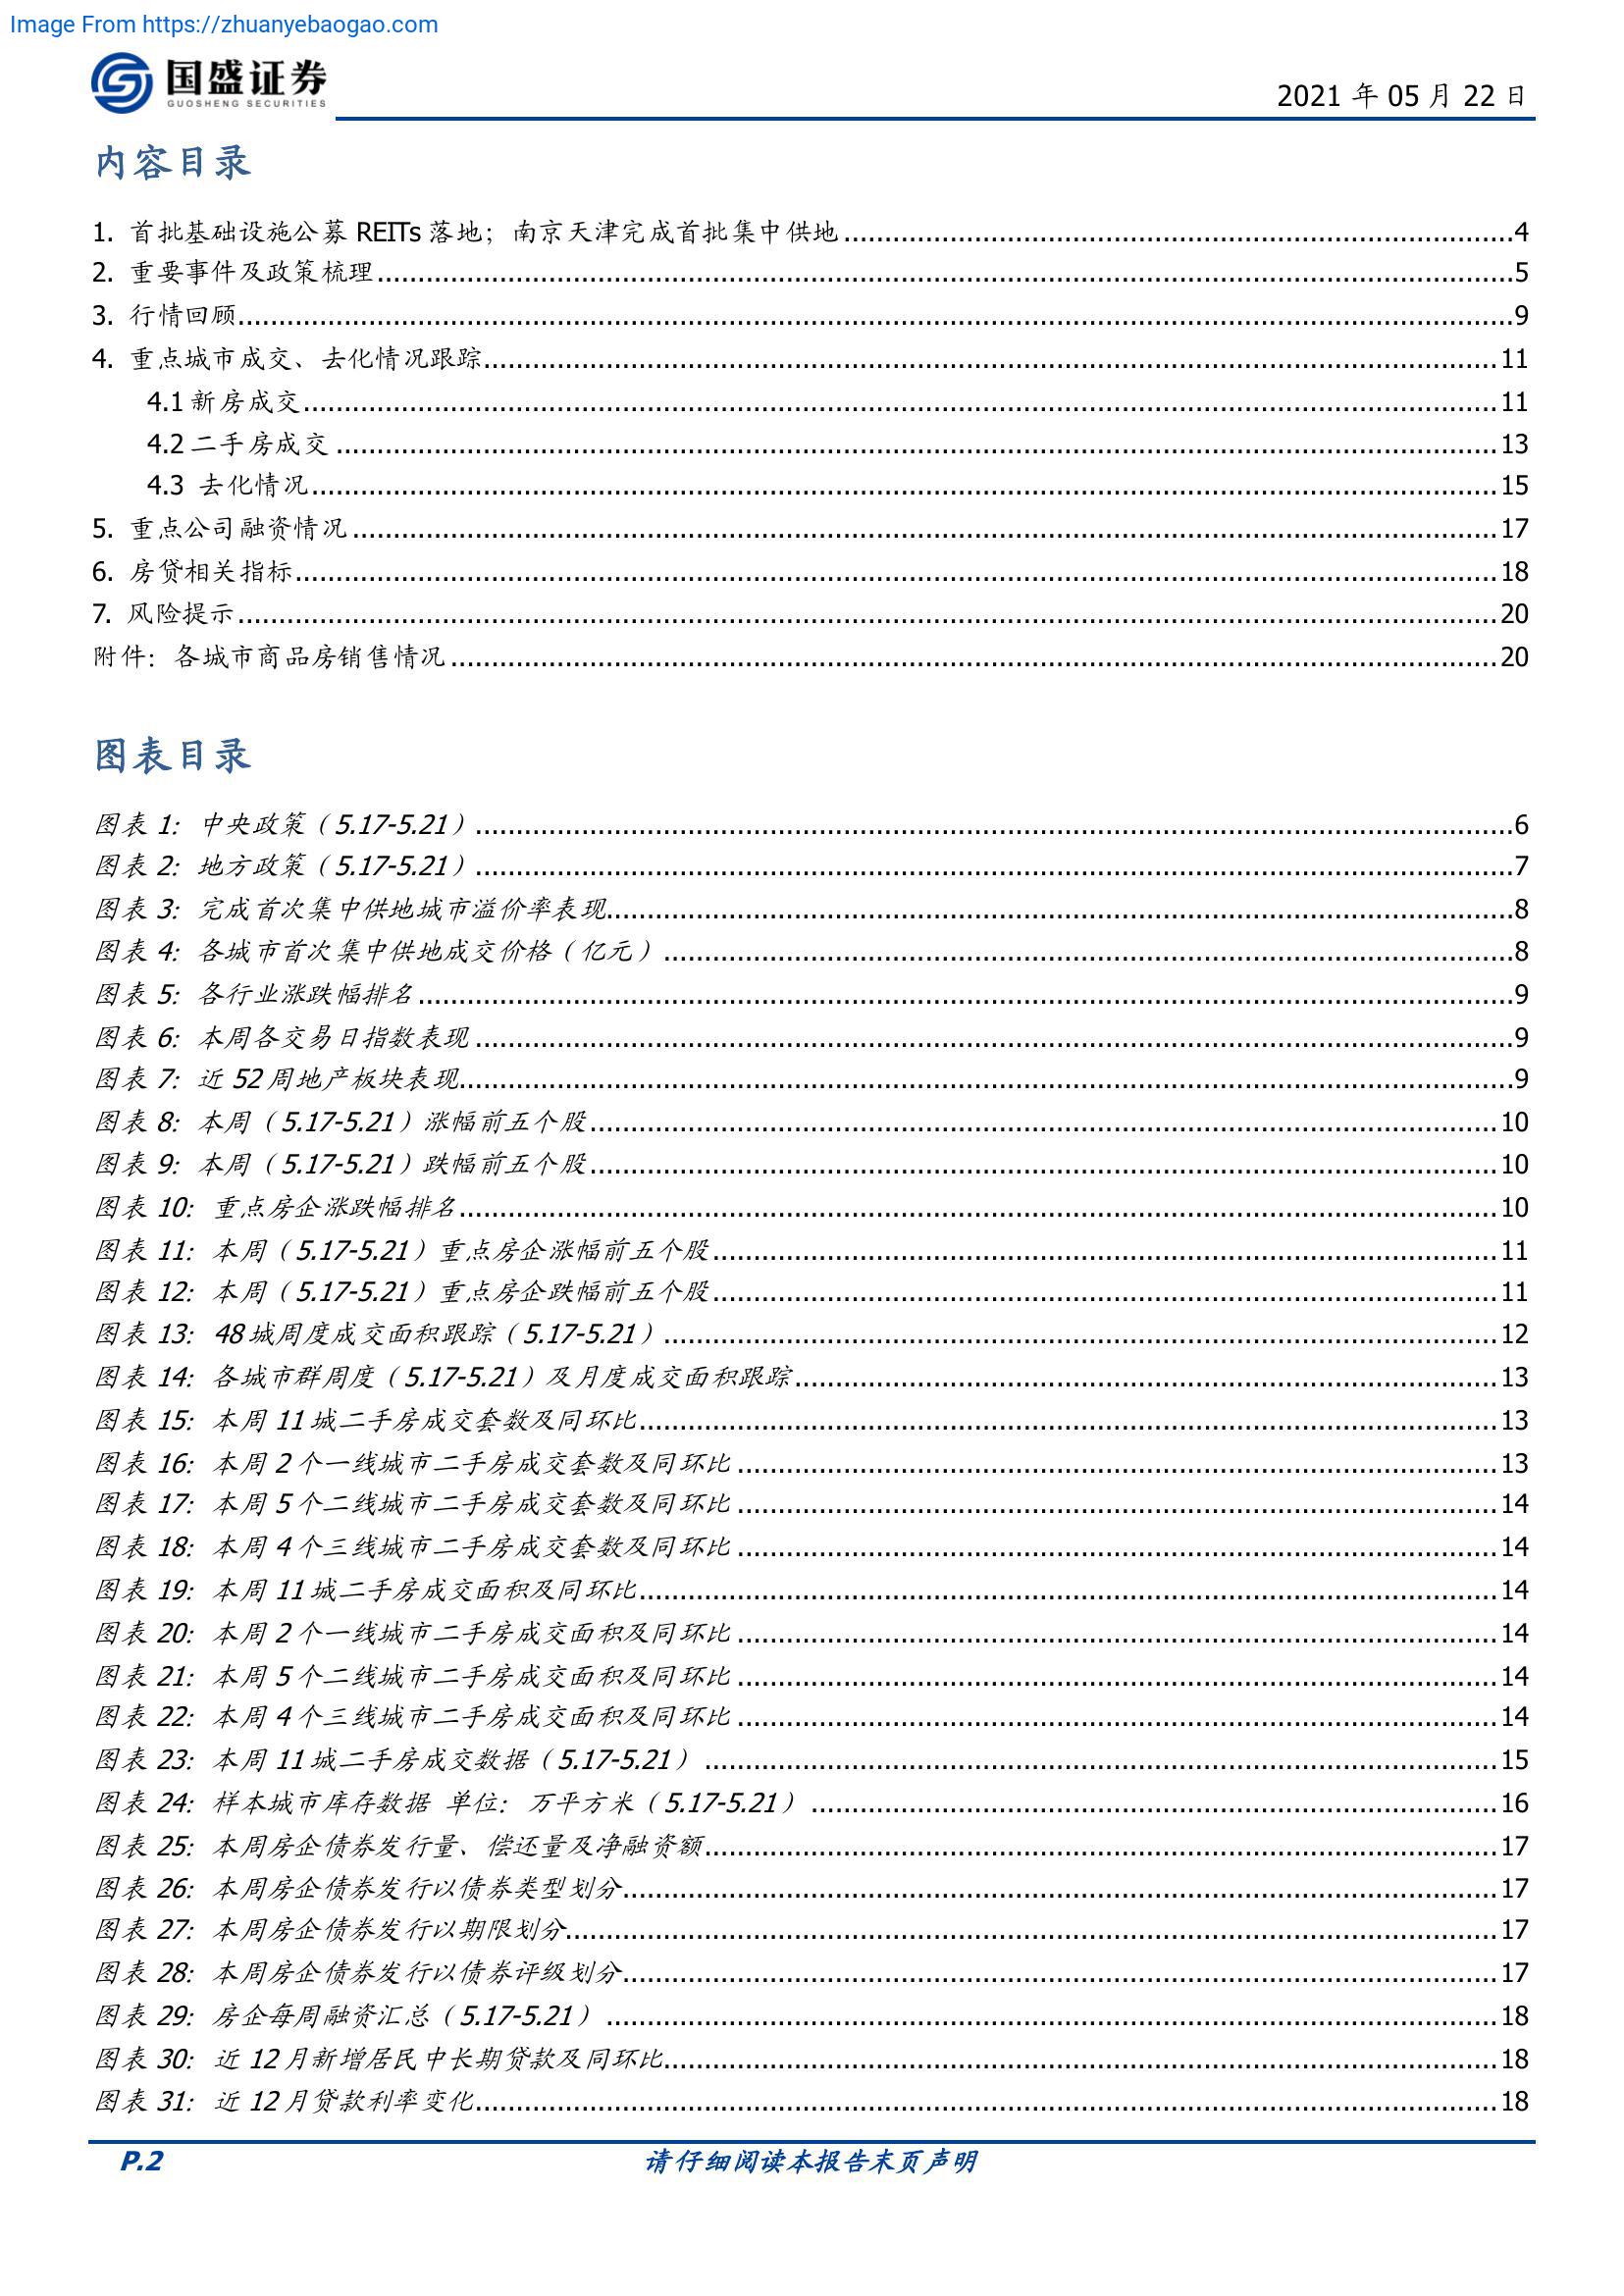 Image From https://zhuanyebaogao.com
国盛证券
GUOSHENG SECURITIES
2021 年 05 月 22 日
内容目录
1. 首批基础设施公募 REITs 落地；南京天津完成首批集中供地 4
2. 重要事件及政策梳理 5
3. 行情回顾 9
4. 重点城市成交、去化情况跟踪 11
4.1 新房成交 11
4.2 二手房成交 13
4.3 去化情况 15
5. 重点公司融资情况 17
6. 房贷相关指标 18
7. 风险提示 20
附件：各城市商品房销售情况 20
图表目录
图表 1：中央政策（5.17-5.21） 6
图表 2：地方政策（5.17-5.21） 7
图表 3：完成首次集中供地城市溢价率表现 8
图表 4：各城市首次集中供地成交价格（亿元） 8
图表 5：各行业涨跌幅排名 9
图表 6：本周各交易日指数表现 9
图表 7：近 52 周地产板块表现 9
图表 8：本周（5.17-5.21）涨幅前五个股 10
图表 9：本周（5.17-5.21）跌幅前五个股 10
图表 10：重点房企涨跌幅排名 10
图表 11：本周（5.17-5.21）重点房企涨幅前五个股 11
图表 12：本周（5.17-5.21）重点房企跌幅前五个股 11
图表 13：48 城周度成交面积跟踪（5.17-5.21） 12
图表 14：各城市群周度（5.17-5.21）及月度成交面积跟踪 13
图表 15：本周 11 城二手房成交套数及同环比 13
图表 16：本周 2 个一线城市二手房成交套数及同环比 13
图表 17：本周 5 个二线城市二手房成交套数及同环比 14
图表 18：本周 4 个三线城市二手房成交套数及同环比 14
图表 19：本周 11 城二手房成交面积及同环比 14
图表 20：本周 2 个一线城市二手房成交面积及同环比 14
图表 21：本周 5 个二线城市二手房成交面积及同环比 14
图表 22：本周 4 个三线城市二手房成交面积及同环比 14
图表 23：本周 11 城二手房成交数据（5.17-5.21） 15
图表 24：样本城市库存数据 单位：万平方米（5.17-5.21） 16
图表 25：本周房企债券发行量、偿还量及净融资额 17
图表 26：本周房企债券发行以债券类型划分 17
图表 27：本周房企债券发行以期限划分 17
图表 28：本周房企债券发行以债券评级划分 17
图表 29：房企每周融资汇总（5.17-5.21） 18
图表 30：近 12 月新增居民中长期贷款及同环比 18
图表 31：近 12 月贷款利率变化 18
P.2
请仔细阅读本报告末页声明